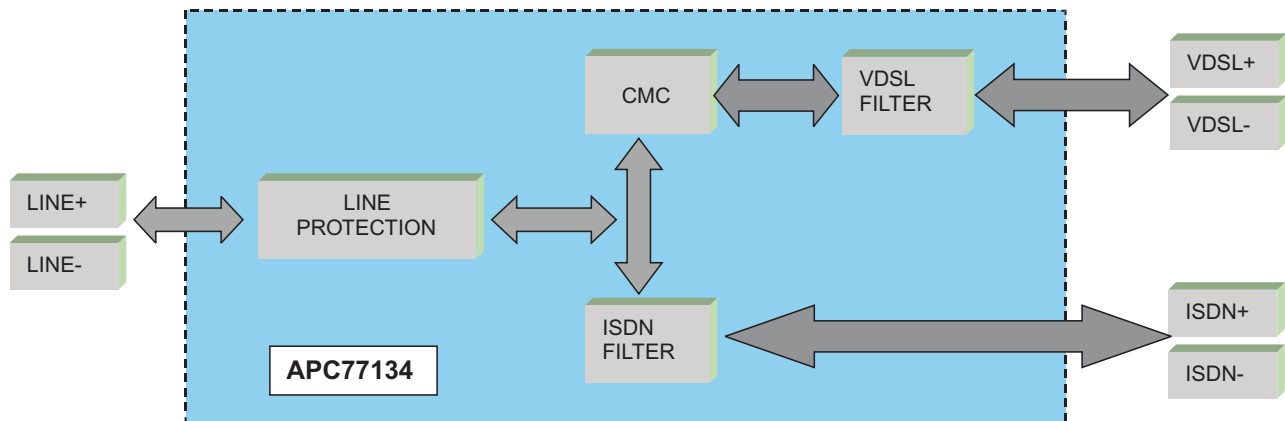 CMC
VDSL
FILTER
VDSL+
VDSL-
LINE+
LINE-
LINE
PROTECTION
ISDN
FILTER
ISDN+
ISDN-
APC77134